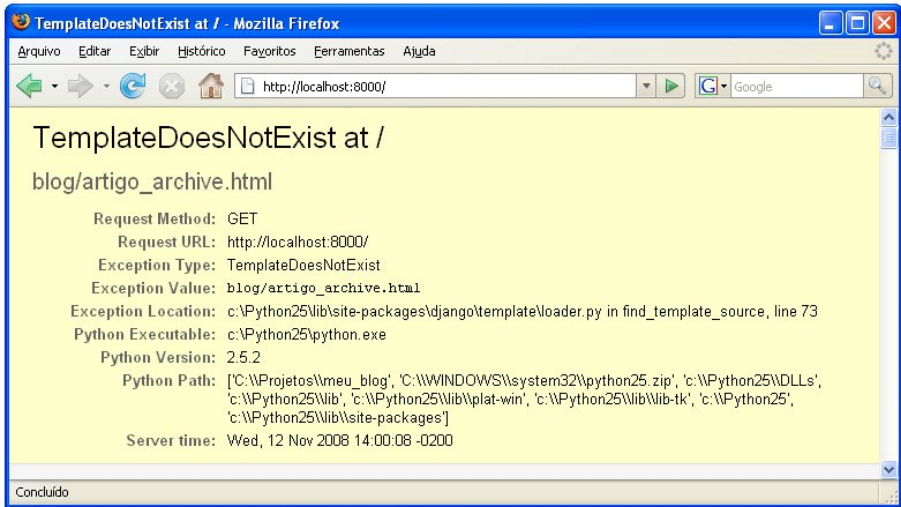 TemplateDoesNotExist at / - Mozilla Firefox
Arquivo Editar Exibir Histórico Favoritos Ferramentas Ajuda
http://localhost:8000/ Google
TemplateDoesNotExist at /
blog/artigo_archive.html
Request Method: GET
Request URL: http://localhost:8000/
Exception Type: TemplateDoesNotExist
Exception Value: blog/artigo_archive.html
Exception Location: c:\Python25\lib\site-packages\django\template\loader.py in find_template_source, line 73
Python Executable: c:\Python25\python.exe
Python Version: 2.5.2
Python Path: ['C:\\Projetos\\meu_blog', 'C:\\WINDOWS\\system32\\python25.zip', 'c:\\Python25\\DLLs',
'c:\\Python25\\lib', 'c:\\Python25\\lib\\plat-win', 'c:\\Python25\\lib\\lib-tk', 'c:\\Python25',
'c:\\Python25\\lib\\site-packages']
Server time: Wed, 12 Nov 2008 14:00:08 -0200
Concluído